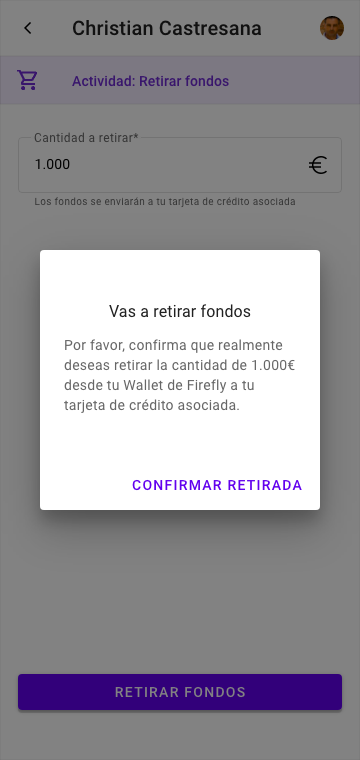 Christian Castresana
Actividad: Retirar fondos
Cantidad a retirar*
1.000
€
Los fondos se enviarán a tu tarjeta de crédito asociada
Vas a retirar fondos
Por favor, confirma que realmente
deseas retirar la cantidad de 1.000€
desde tu Wallet de Firefly a tu
tarjeta de crédito asociada.
CONFIRMAR RETIRADA
RETIRAR FONDOS